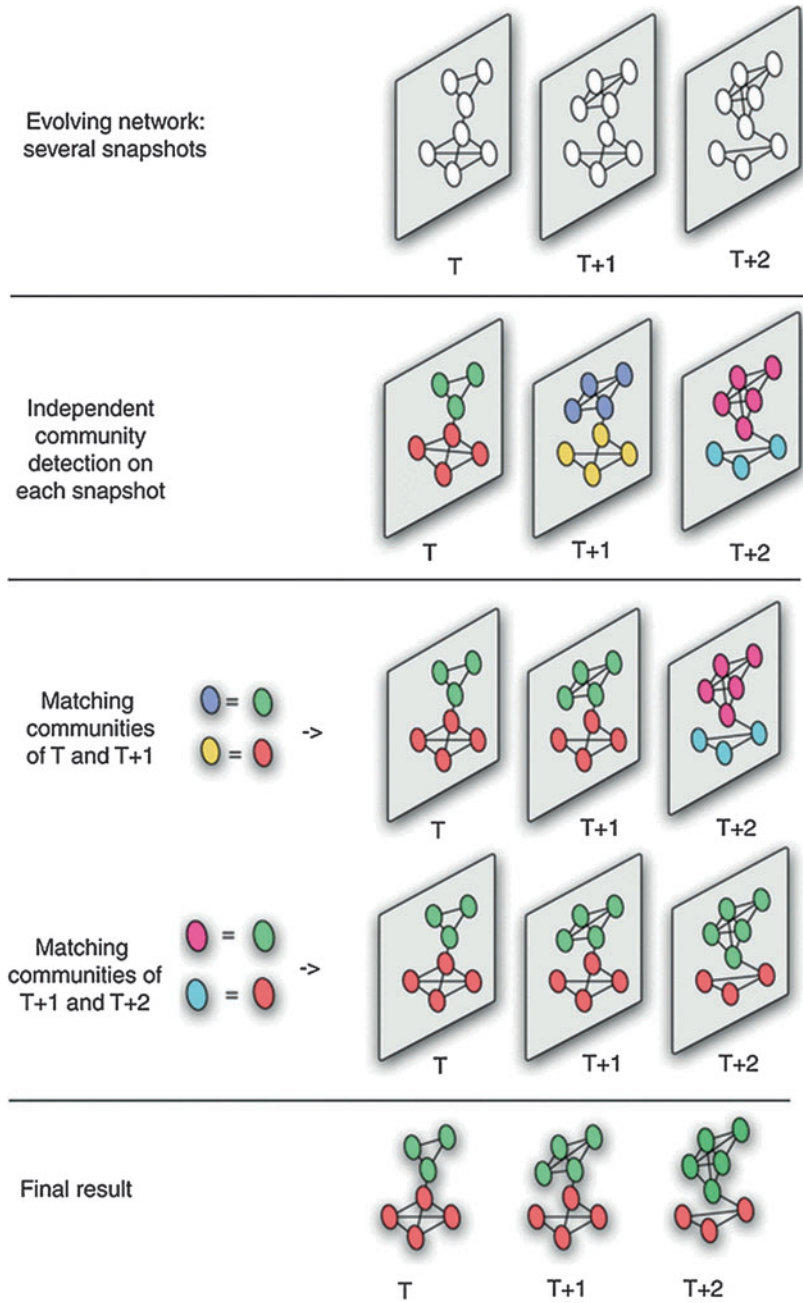 Evolving network:
several snapshots
T
T+1
T+2
Independent
community
detection on
each snapshot
T
T+1
T+2
Matching
communities
of T and T+1
=
=
->
T
T+1
T+2
Matching
communities of
T+1 and T+2
=
=
->
T
T+1
T+2
Final result
T
T+1
T+2